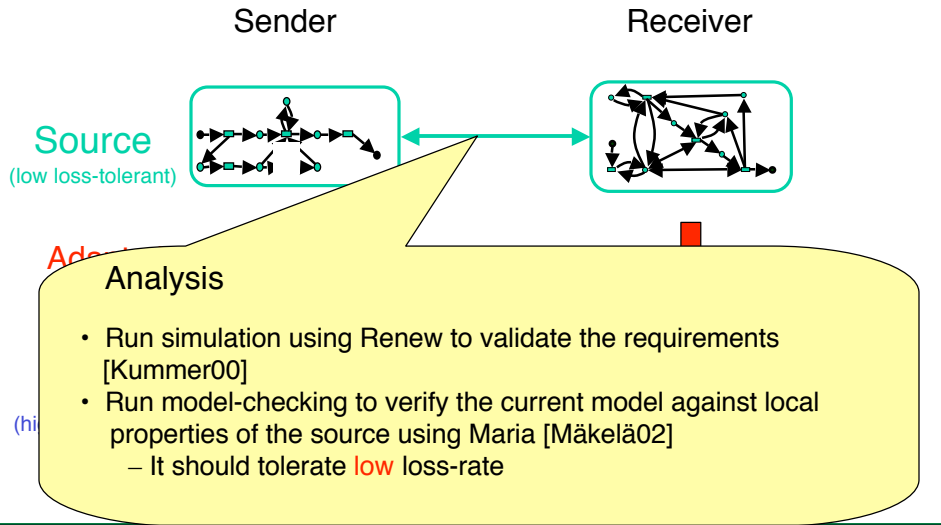 Sender Receiver
Source
(low loss-tolerant)
Analysis
• Run simulation using Renew to validate the requirements
[Kummer00]
• Run model-checking to verify the current model against local
properties of the source using Maria [Mäkelä02]
– It should tolerate low loss-rate